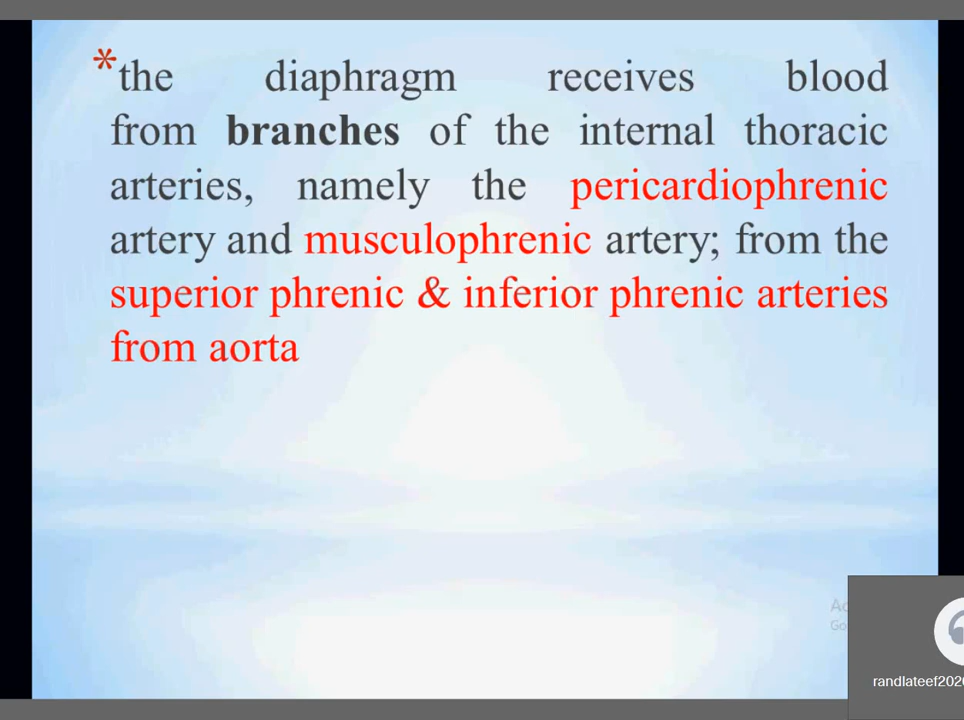 *the diaphragm receives blood
from branches of the internal thoracic
arteries, namely the pericardiophrenic
artery and musculophrenic artery; from the
superior phrenic & inferior phrenic arteries
from aorta
randlateef202